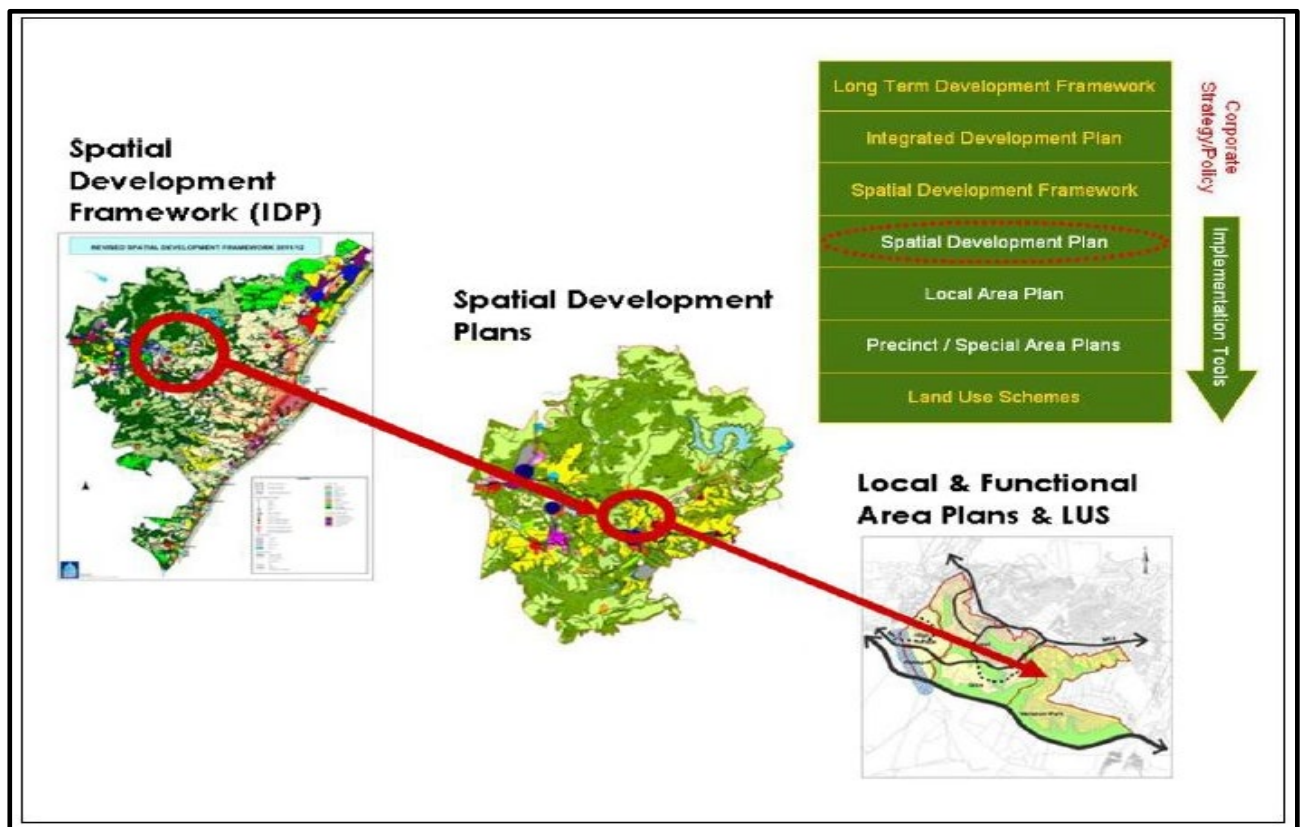 Spatial
Development
Framework (IDP)
REVISED SPATIAL DEVELOPMENT FRAMEWORK 2011/12
Spatial Development
Plans
Long Term Development Framework
Integrated Development Plan
Spatial Development Framework
Spatial Development Plan
Local Area Plan
Precinct / Special Area Plans
Land Use Schemes
Corporate
Strategy/Policy
Implementation Tools
Local & Functional
Area Plans & LUS